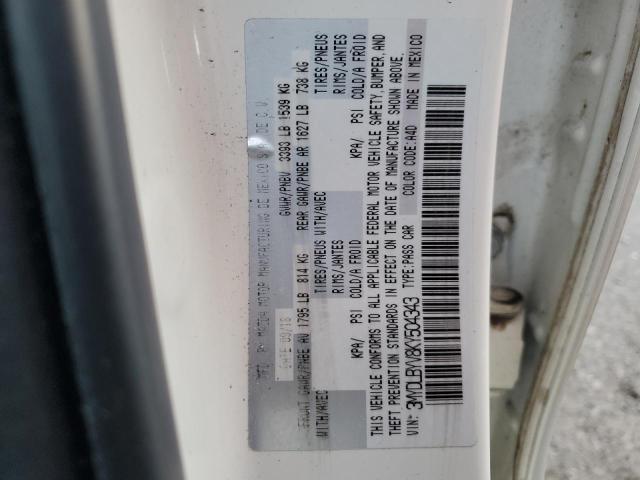 MFD. BY MAZDA MOTOR MANUFACTURING DE MEXICO S.A. DE C.V.
DATE 09/18 GVWR/PNBV 3393 LB 1539 KG
FRONT GAWR/PNBE AV 1795 LB 814 KG REAR GAWR/PNBE AR 1627 LB 738 KG
WITH/AVEC TIRES/PNEUS WITH/AVEC TIRES/PNEUS
RIMS/JANTES RIMS/JANTES
KPA/ PSI COLD/A FROID KPA/ PSI COLD/A FROID
THIS VEHICLE CONFORMS TO ALL APPLICABLE FEDERAL MOTOR VEHICLE SAFETY, BUMPER, AND
THEFT PREVENTION STANDARDS IN EFFECT ON THE DATE OF MANUFACTURE SHOWN ABOVE.
VIN: 3MYDLBYV8KY504343 TYPE:PASS CAR COLOR CODE:A4D MADE IN MEXICO